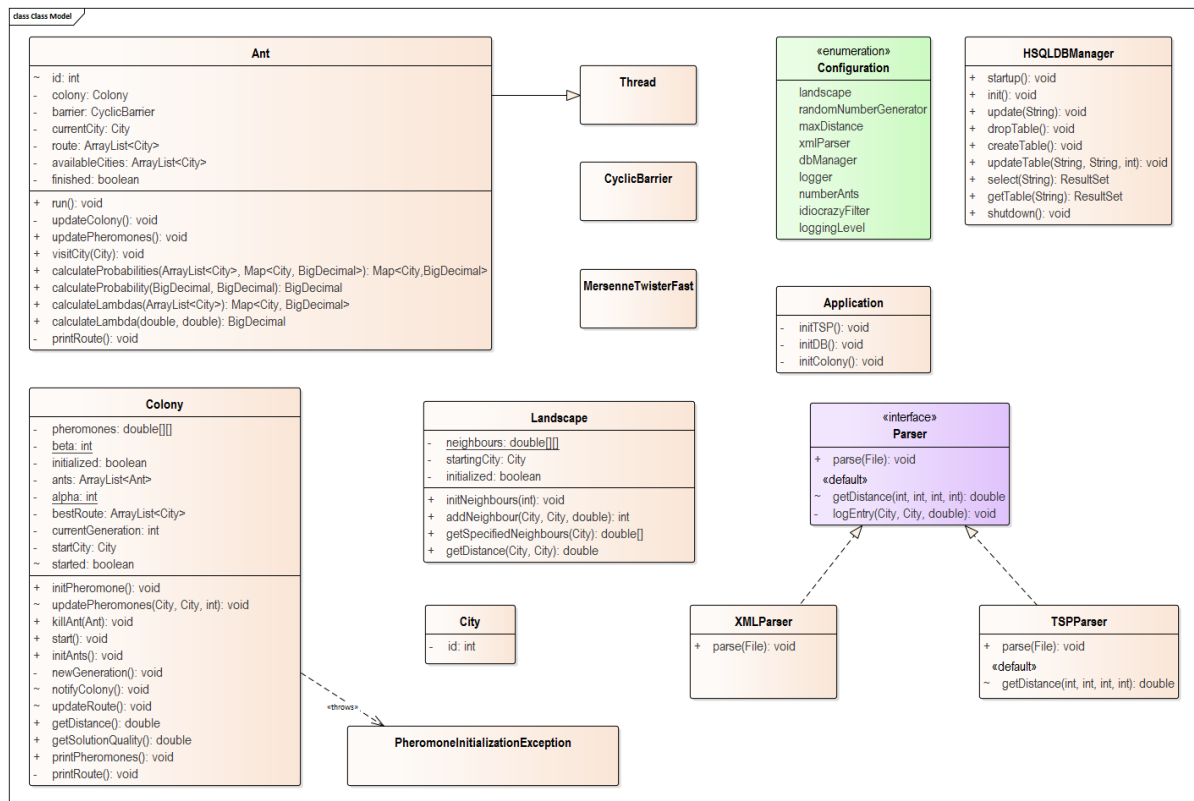 class Class Model
Ant
~ id: int
- colony: Colony
- barrier: CyclicBarrier
- currentCity: City
- route: ArrayList<City>
- availableCities: ArrayList<City>
- finished: boolean
+ run(): void
- updateColony(): void
+ updatePheromones(): void
+ visitCity(City): void
+ calculateProbabilities(ArrayList<City>, Map<City, BigDecimal>): Map<City,BigDecimal>
+ calculateProbability(BigDecimal, BigDecimal): BigDecimal
+ calculateLambdas(ArrayList<City>): Map<City, BigDecimal>
+ calculateLambda(double, double): BigDecimal
- printRoute(): void
Thread
CyclicBarrier
MersenneTwisterFast
«enumeration»
Configuration
landscape
randomNumberGenerator
maxDistance
xmlParser
dbManager
logger
numberAnts
idiocrazyFilter
loggingLevel
HSQLDBManager
+ startup(): void
+ init(): void
+ update(String): void
+ dropTable(): void
+ createTable(): void
+ updateTable(String, String, int): void
+ select(String): ResultSet
+ getTable(String): ResultSet
+ shutdown(): void
Application
- initTSP(): void
- initDB(): void
- initColony(): void
Colony
- pheromones: double[][]
- beta: int
- initialized: boolean
- ants: ArrayList<Ant>
- alpha: int
- bestRoute: ArrayList<City>
- currentGeneration: int
- startCity: City
~ started: boolean
+ initPheromone(): void
~ updatePheromones(City, City, int): void
+ killAnt(Ant): void
+ start(): void
+ initAnts(): void
- newGeneration(): void
~ notifyColony(): void
~ updateRoute(): void
+ getDistance(): double
+ getSolutionQuality(): double
+ printPheromones(): void
- printRoute(): void
Landscape
- neighbours: double[][]
- startingCity: City
- initialized: boolean
+ initNeighbours(int): void
+ addNeighbour(City, City, double): int
+ getSpecifiedNeighbours(City): double[]
+ getDistance(City, City): double
«interface»
Parser
+ parse(File): void
«default»
~ getDistance(int, int, int, int): double
- logEntry(City, City, double): void
City
- id: int
XMLParser
+ parse(File): void
TSPParser
+ parse(File): void
«default»
~ getDistance(int, int, int, int): double
«throws»
PheromoneInitializationException